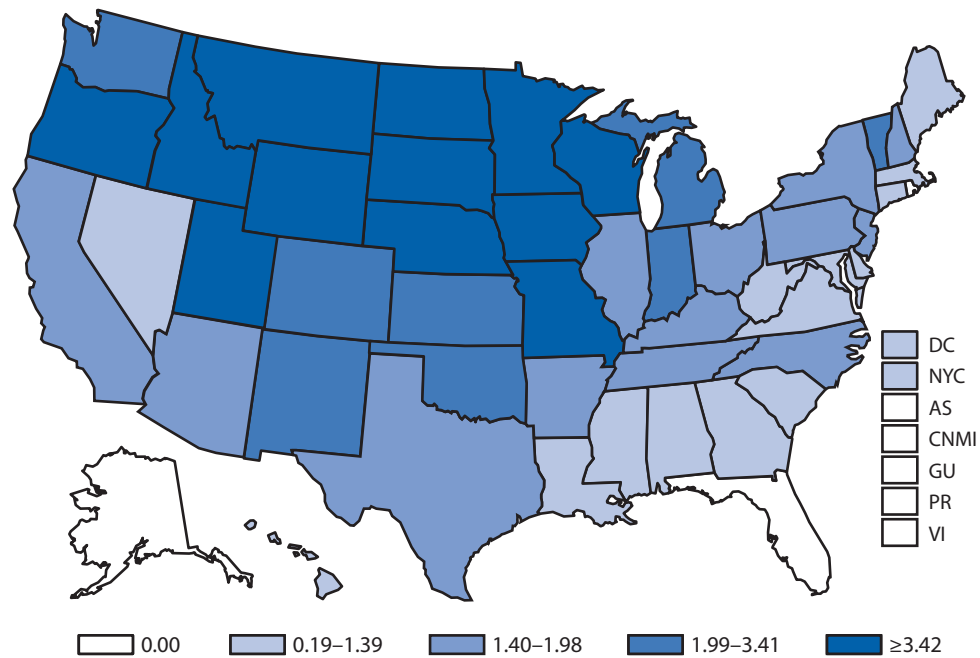 DC
NYC
AS
CNMI
GU
PR
VI
0.00 0.19–1.39 1.40–1.98 1.99–3.41 ≥3.42